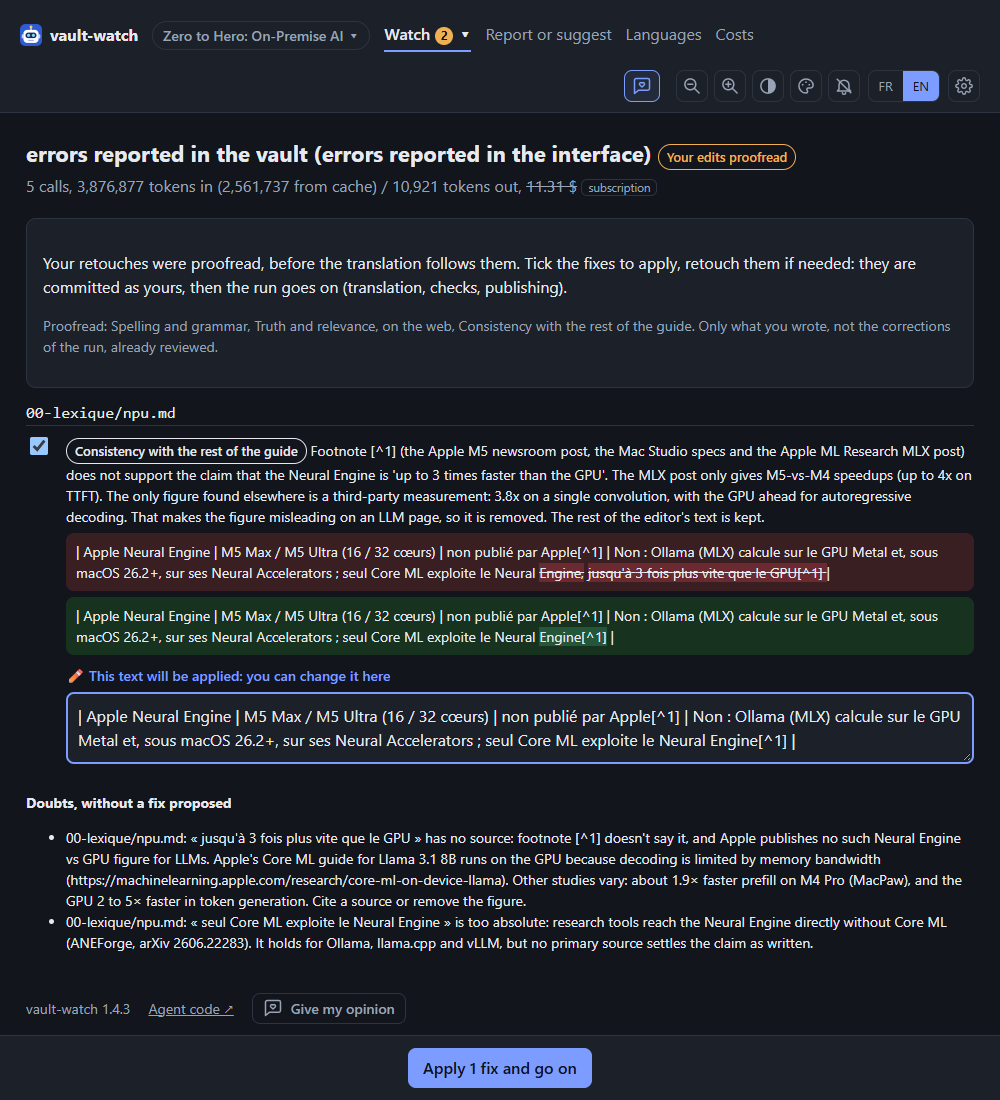 vault-watch
Zero to Hero: On-Premise AI ▾
Watch 2 ▼
Report or suggest
Languages
Costs
FR
EN
errors reported in the vault (errors reported in the interface) Your edits proofread
5 calls, 3,876,877 tokens in (2,561,737 from cache) / 10,921 tokens out, 11.31 $ subscription
Your retouches were proofread, before the translation follows them. Tick the fixes to apply, retouch them if needed: they are
committed as yours, then the run goes on (translation, checks, publishing).
Proofread: Spelling and grammar, Truth and relevance, on the web, Consistency with the rest of the guide. Only what you wrote, not the corrections
of the run, already reviewed.
00-lexique/npu.md
Consistency with the rest of the guide Footnote [^1] (the Apple M5 newsroom post, the Mac Studio specs and the Apple ML Research MLX post)
does not support the claim that the Neural Engine is 'up to 3 times faster than the GPU'. The MLX post only gives M5-vs-M4 speedups (up to 4x on
TTFT). The only figure found elsewhere is a third-party measurement: 3.8x on a single convolution, with the GPU ahead for autoregressive
decoding. That makes the figure misleading on an LLM page, so it is removed. The rest of the editor's text is kept.
| Apple Neural Engine | M5 Max / M5 Ultra (16 / 32 cœurs) | non publié par Apple[^1] | Non : Ollama (MLX) calcule sur le GPU Metal et, sous
macOS 26.2+, sur ses Neural Accelerators ; seul Core ML exploite le Neural Engine, jusqu'à 3 fois plus vite que le GPU[^1] |
| Apple Neural Engine | M5 Max / M5 Ultra (16 / 32 cœurs) | non publié par Apple[^1] | Non : Ollama (MLX) calcule sur le GPU Metal et, sous
macOS 26.2+, sur ses Neural Accelerators ; seul Core ML exploite le Neural Engine[^1] |
This text will be applied: you can change it here
| Apple Neural Engine | M5 Max / M5 Ultra (16 / 32 cœurs) | non publié par Apple[^1] | Non : Ollama (MLX) calcule sur le GPU
Metal et, sous macOS 26.2+, sur ses Neural Accelerators ; seul Core ML exploite le Neural Engine[^1] |
Doubts, without a fix proposed
• 00-lexique/npu.md: « jusqu'à 3 fois plus vite que le GPU » has no source: footnote [^1] doesn't say it, and Apple publishes no such Neural Engine
vs GPU figure for LLMs. Apple's Core ML guide for Llama 3.1 8B runs on the GPU because decoding is limited by memory bandwidth
(https://machinelearning.apple.com/research/core-ml-on-device-llama). Other studies vary: about 1.9× faster prefill on M4 Pro (MacPaw), and the
GPU 2 to 5× faster in token generation. Cite a source or remove the figure.
• 00-lexique/npu.md: « seul Core ML exploite le Neural Engine » is too absolute: research tools reach the Neural Engine directly without Core ML
(ANEForge, arXiv 2606.22283). It holds for Ollama, llama.cpp and vLLM, but no primary source settles the claim as written.
vault-watch 1.4.3
Agent code ↗
Give my opinion
Apply 1 fix and go on